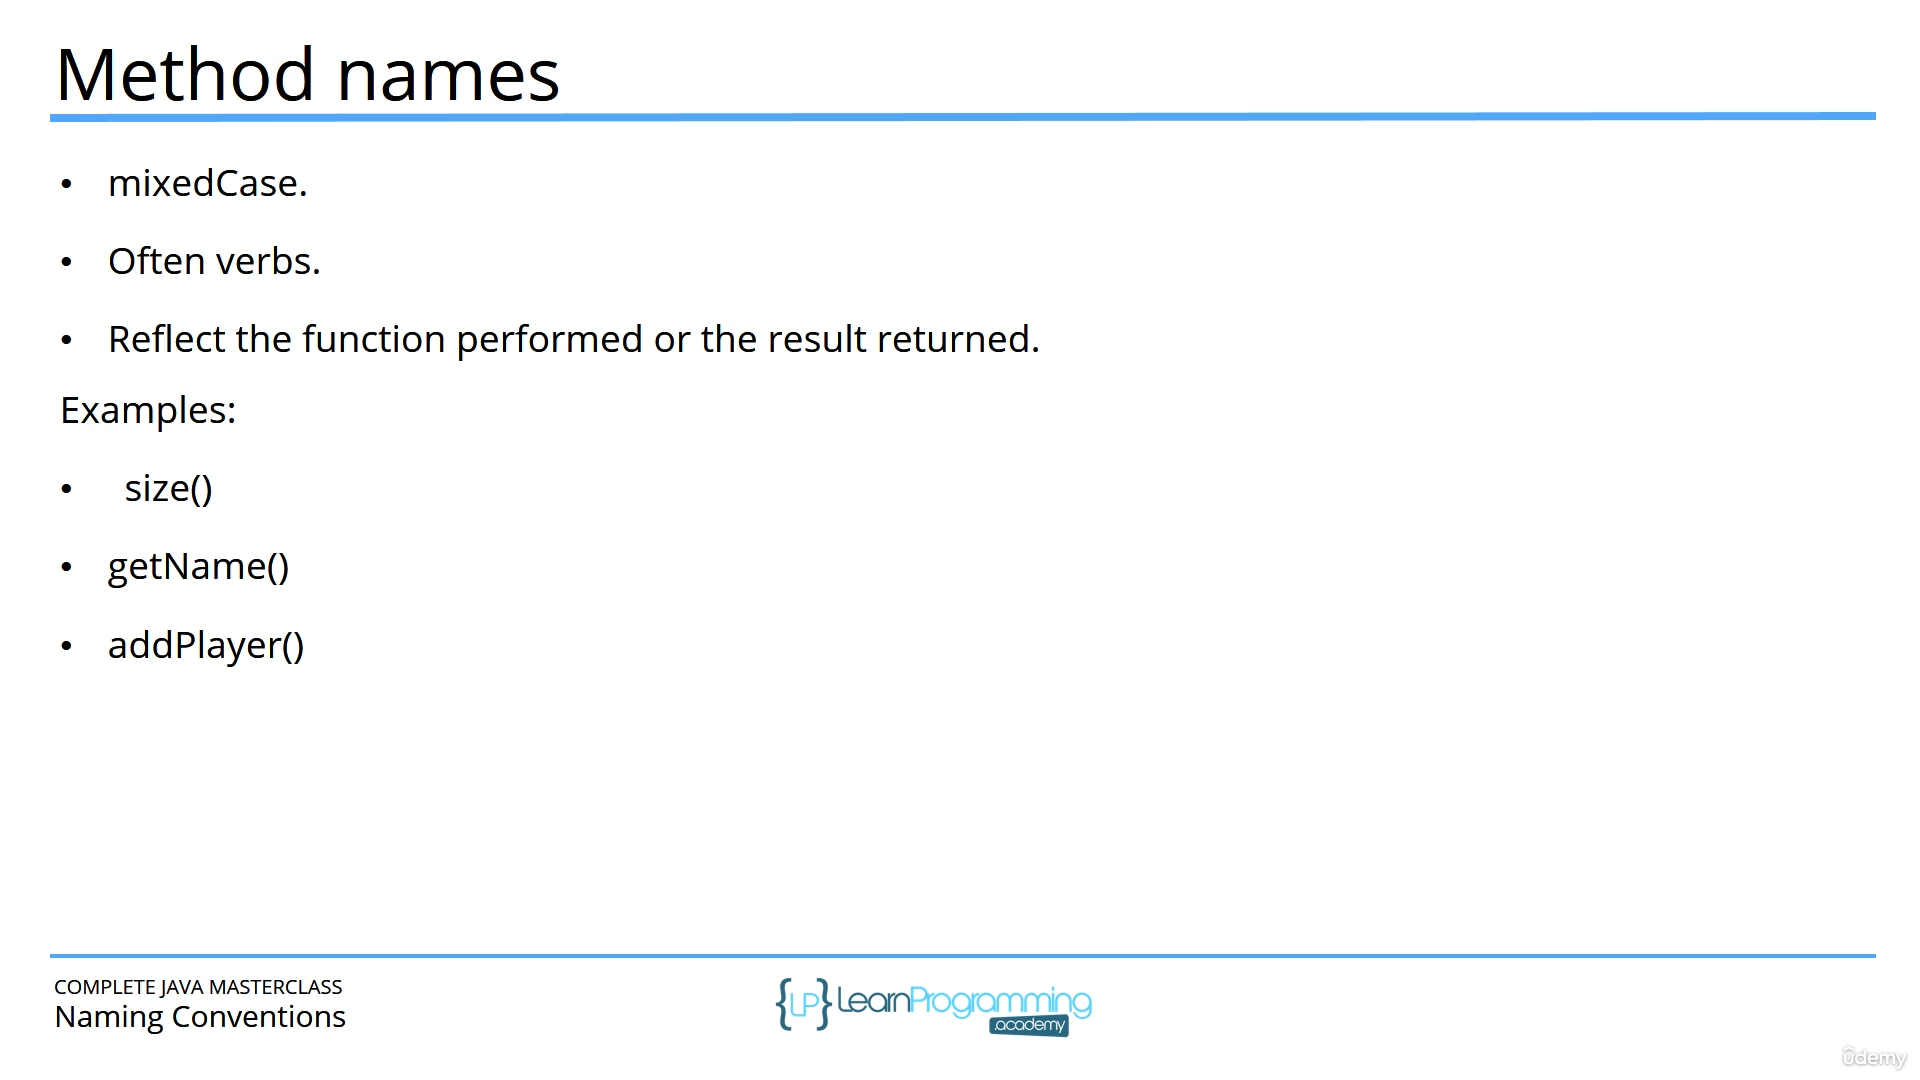 Method names
• mixedCase.
• Often verbs.
• Reflect the function performed or the result returned.
Examples:
• size()
• getName()
• addPlayer()
COMPLETE JAVA MASTERCLASS
Naming Conventions
{LP} LearnProgramming
academy
ûdemy